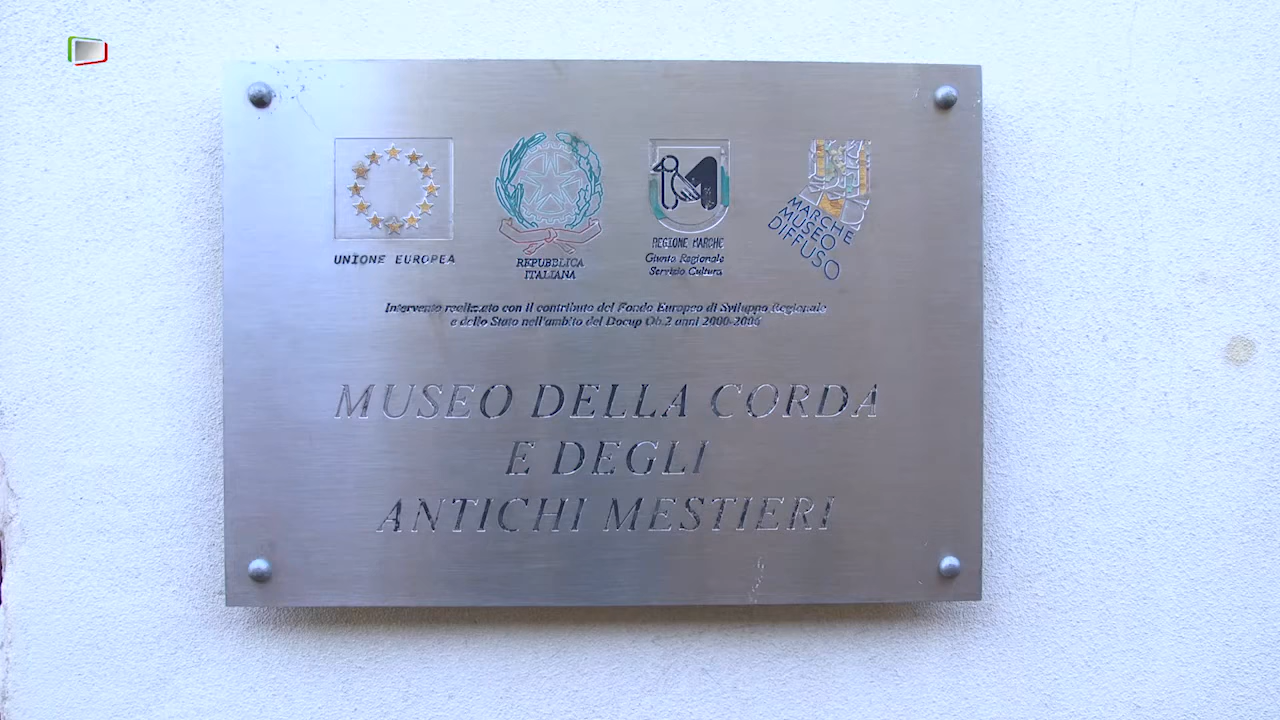 UNIONE EUROPEA
REPUBBLICA
ITALIANA
REGIONE MARCHE
Giunta Regionale
Servizio Cultura
MARCHE
MUSEO
DIFFUSO
Intervento realizzato con il contributo del Fondo Europeo di Sviluppo Regionale
e dello Stato nell'ambito del Docup Ob.2 anni 2000-2006
MUSEO DELLA CORDA
E DEGLI
ANTICHI MESTIERI